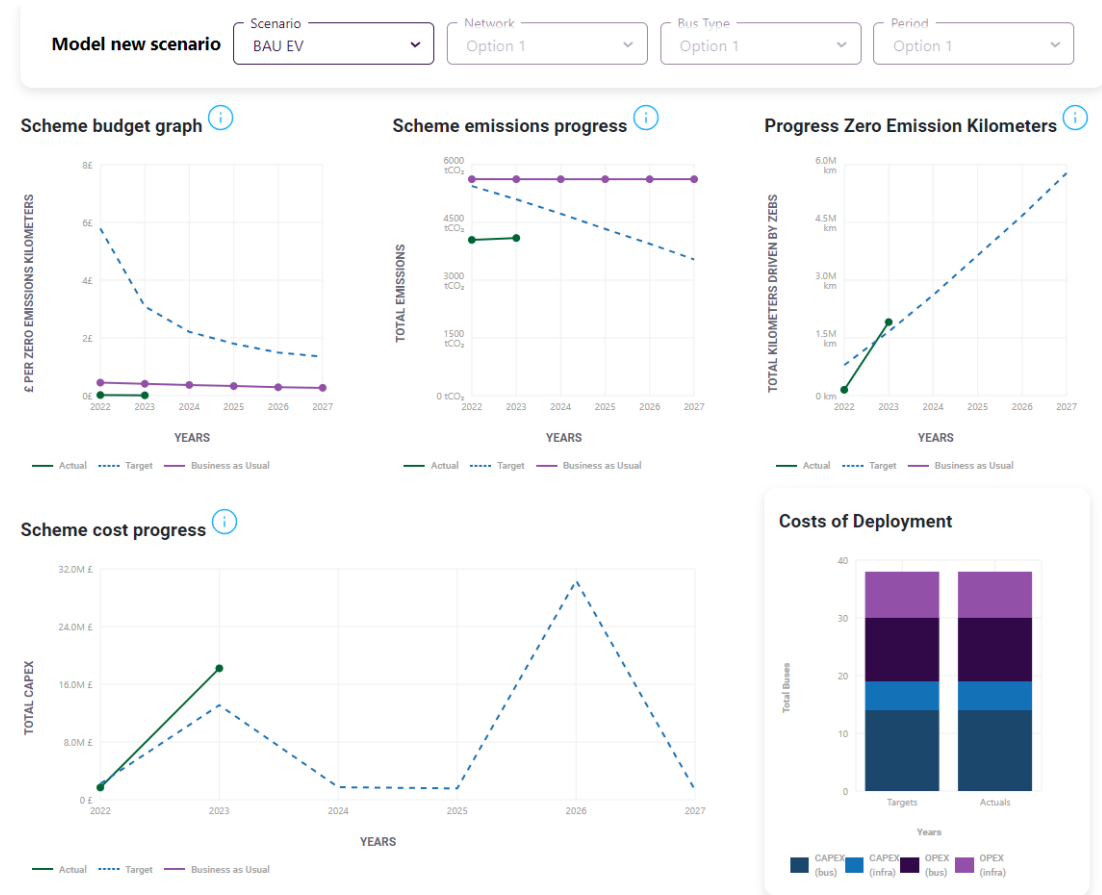 Model new scenario
Scenario
BAU EV
Network
Option 1
Bus Type
Option 1
Period
Option 1
Scheme budget graph
£ PER ZERO EMISSIONS KILOMETERS
8£
6£
4£
2£
0£
2022 2023 2024 2025 2026 2027
YEARS
Actual Target Business as Usual
Scheme emissions progress
TOTAL EMISSIONS
6000
tCO₂
4500
tCO₂
3000
tCO₂
1500
tCO₂
0 tCO₂
2022 2023 2024 2025 2026 2027
YEARS
Actual Target Business as Usual
Progress Zero Emission Kilometers
TOTAL KILOMETERS DRIVEN BY ZEBS
6.0M
km
4.5M
km
3.0M
km
1.5M
km
0 km
2022 2023 2024 2025 2026 2027
YEARS
Actual Target Business as Usual
Scheme cost progress
TOTAL CAPEX
32.0M £
24.0M £
16.0M £
8.0M £
0 £
2022 2023 2024 2025 2026 2027
YEARS
Actual Target Business as Usual
Costs of Deployment
Total Buses
40
30
20
10
0
Targets Actuals
Years
CAPEX
(bus)
CAPEX
(infra)
OPEX
(bus)
OPEX
(infra)